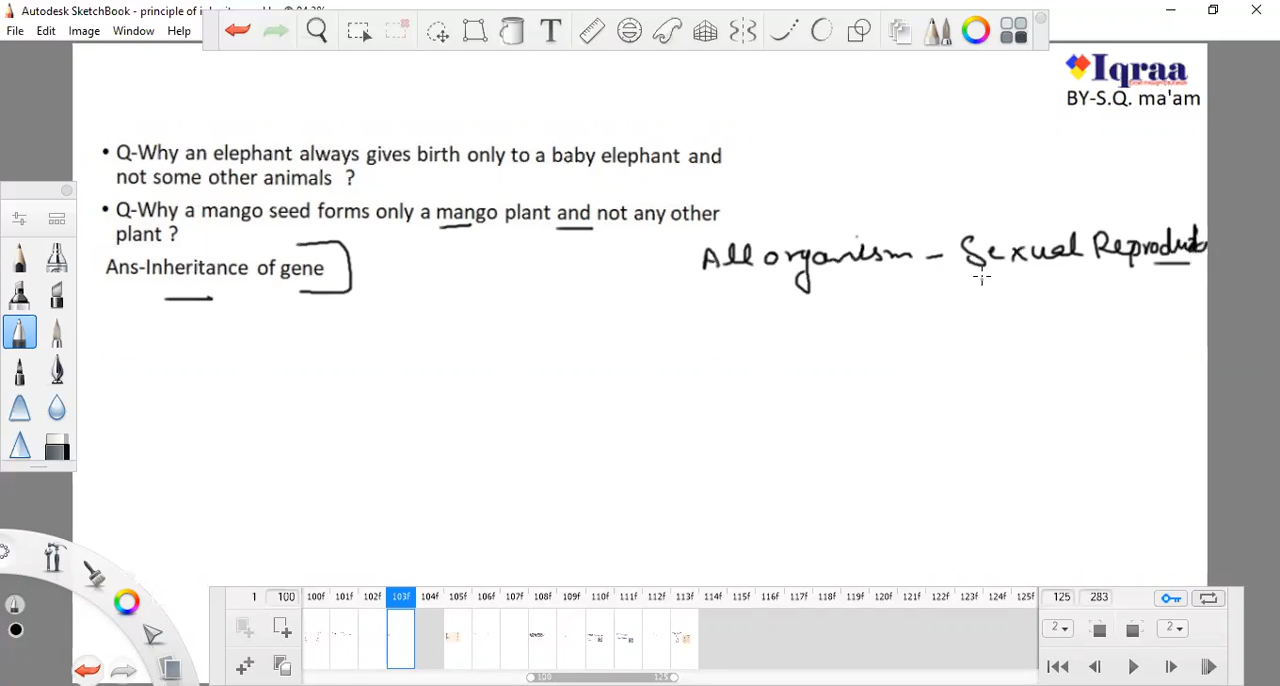 Autodesk SketchBook - principle of
File Edit Image Window Help
Iqraa
BY-S.Q. ma'am
• Q-Why an elephant always gives birth only to a baby elephant and
not some other animals ?
• Q-Why a mango seed forms only a mango plant and not any other
plant ?
Ans-Inheritance of gene
All organism - Sexual
1 100 100f 101f 102f 103f 104f 105f 106f 107f 108f 109f 110f 111f 112f 113f 114f 115f 116f 117f 118f 119f 120f 121f 122f 123f 124f 125f 125 283
2 2
100 125